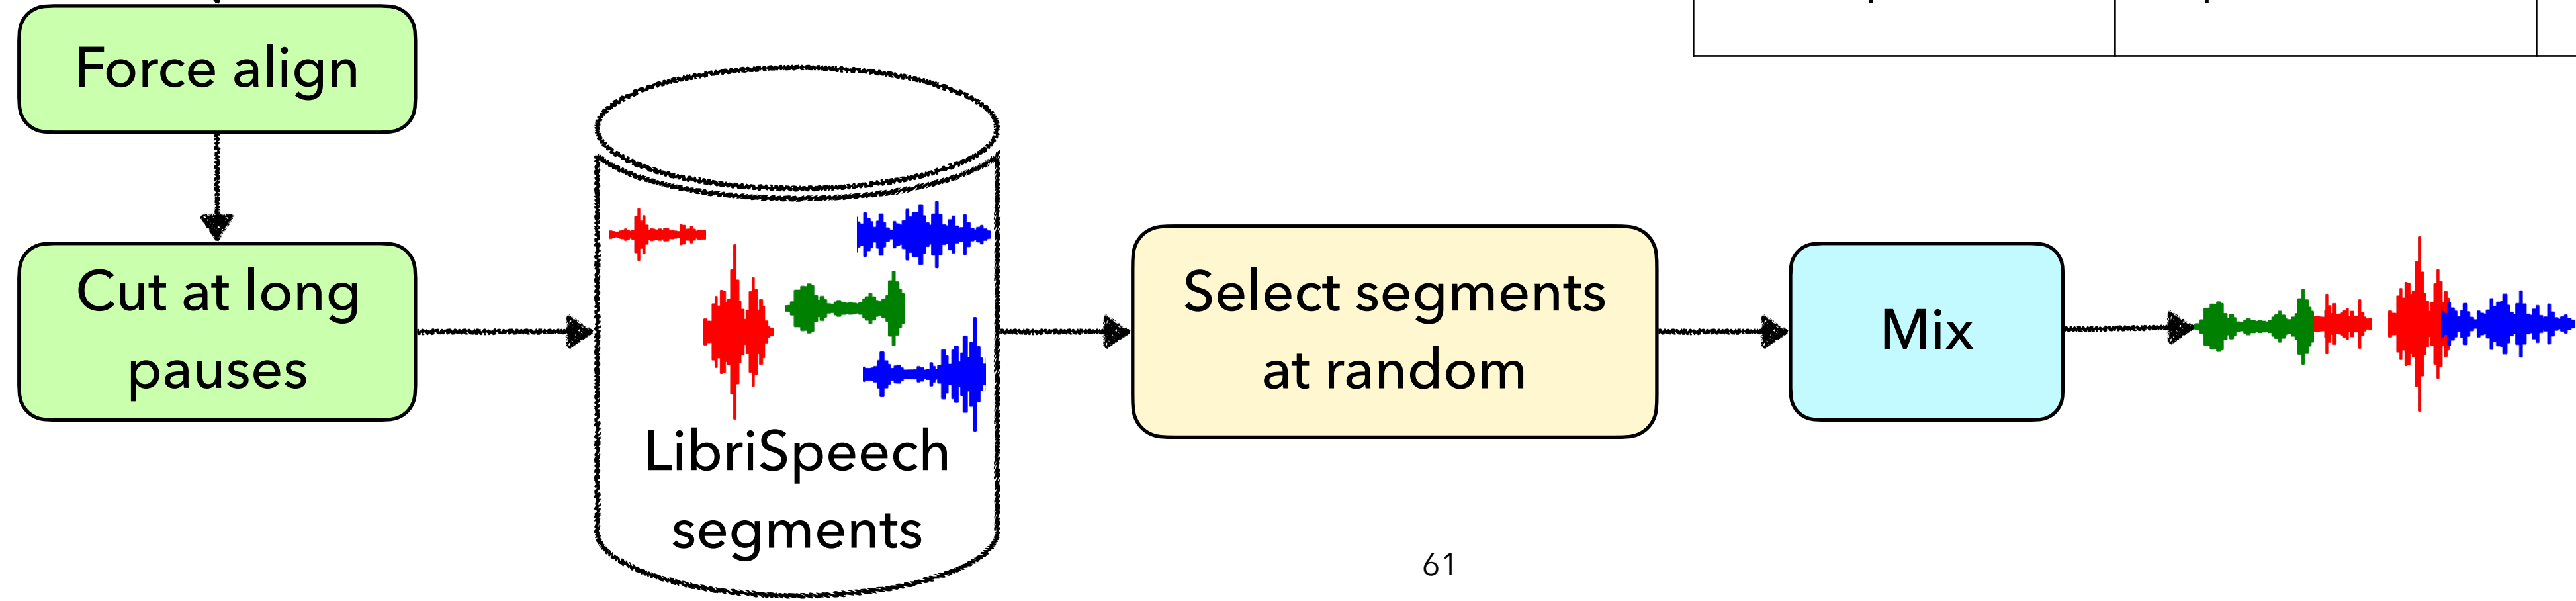 Force align
Cut at long
pauses
LibriSpeech
segments
Select segments
at random
Mix
61